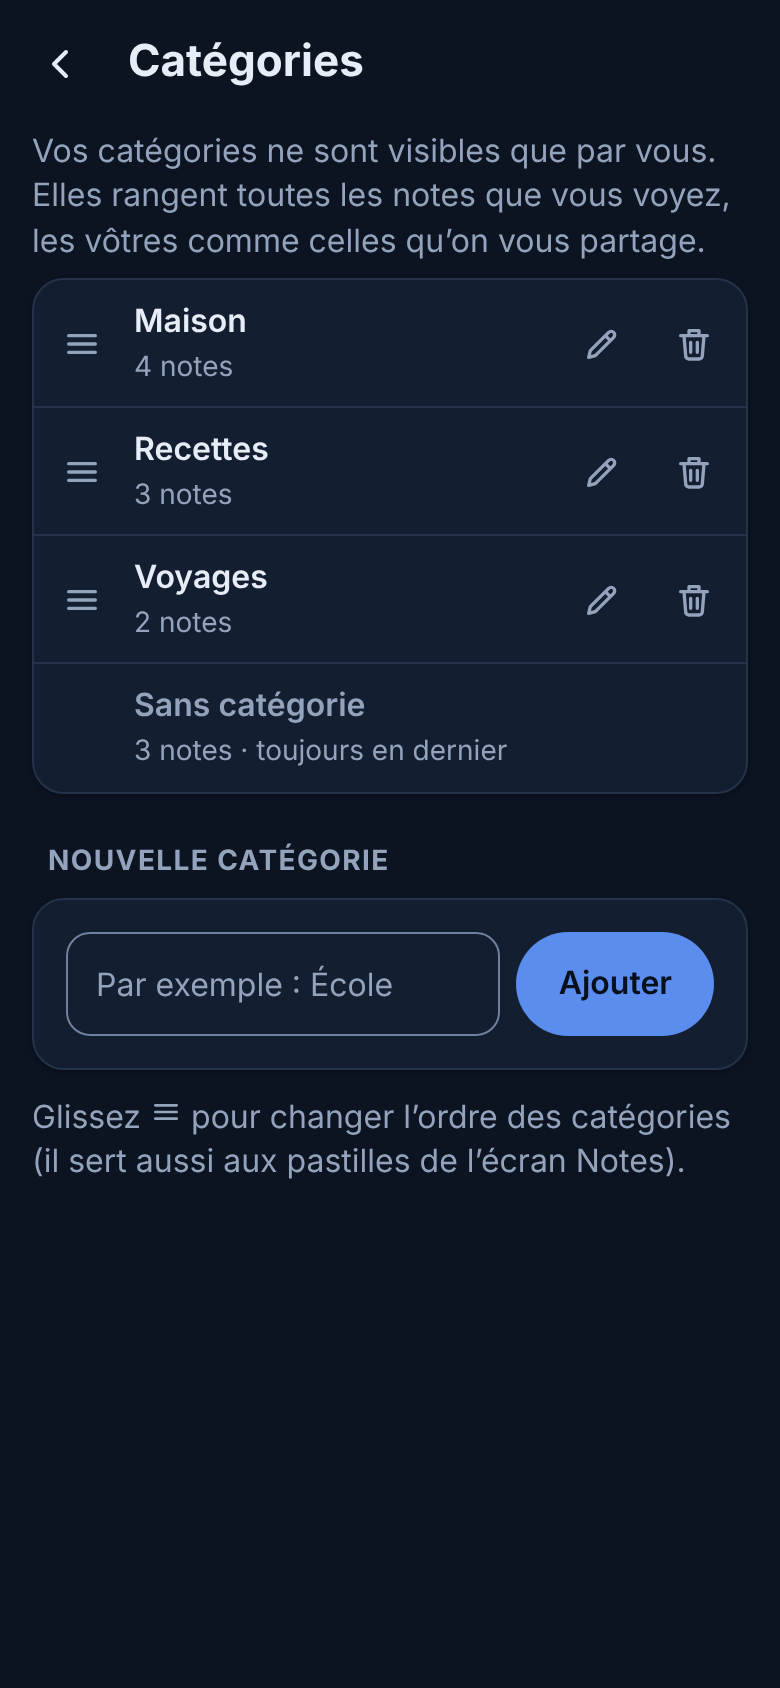 Catégories
Vos catégories ne sont visibles que par vous.
Elles rangent toutes les notes que vous voyez,
les vôtres comme celles qu’on vous partage.
Maison
4 notes
Recettes
3 notes
Voyages
2 notes
Sans catégorie
3 notes · toujours en dernier
NOUVELLE CATÉGORIE
Par exemple : École
Ajouter
Glissez pour changer l’ordre des catégories
(il sert aussi aux pastilles de l’écran Notes).